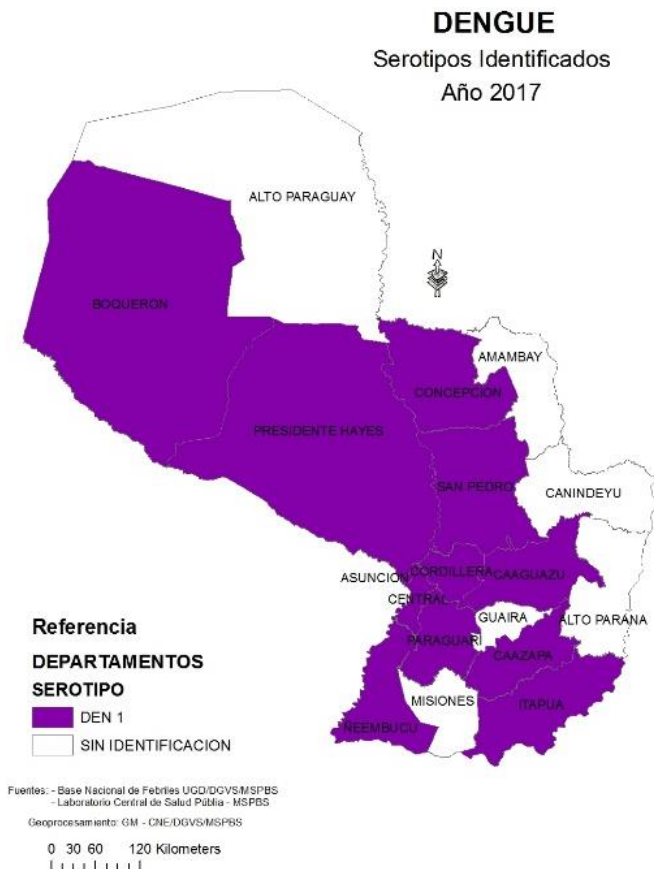 DENGUE
Serotipos Identificados
Año 2017
ALTO PARAGUAY
N
BOQUERON
AMAMBAY
CONCEPCION
PRESIDENTE HAYES
SAN PEDRO
CANINDEYU
ASUNCION
CORDILLERA
CAAGUAZU
CENTRAL
GUAIRA
ALTO PARANA
PARAGUARI
CAAZAPA
MISIONES
ITAPUA
ÑEEMBUCU
Referencia
DEPARTAMENTOS
SEROTIPO
DEN 1
SIN IDENTIFICACION
Fuentes: - Base Nacional de Febriles UGD/DGVS/MSPBS
- Laboratorio Central de Salud Públia - MSPBS
Geoprocesamiento: GM - CNE/DGVS/MSPBS
0 30 60 120 Kilometers